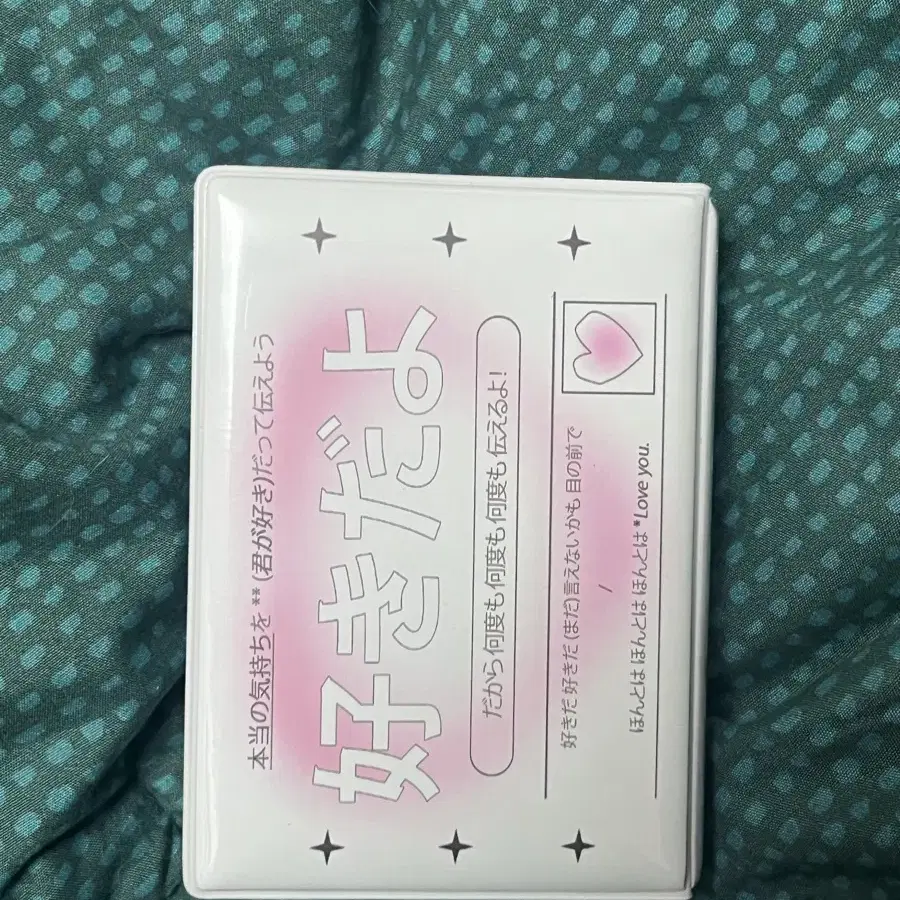 本当の気持ちを ** (君が好き)だって伝えよう
好きだよ
だから何度も何度も何度も伝えるよ!
好きだ 好きだ (まだ)言えないかも 目の前で
/
ほんとは ほんとは ほんとは *Love you.